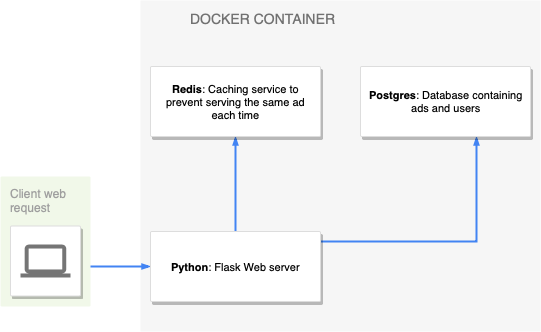 DOCKER CONTAINER
Redis: Caching service to
prevent serving the same ad
each time
Postgres: Database containing
ads and users
Client web
request
Python: Flask Web server